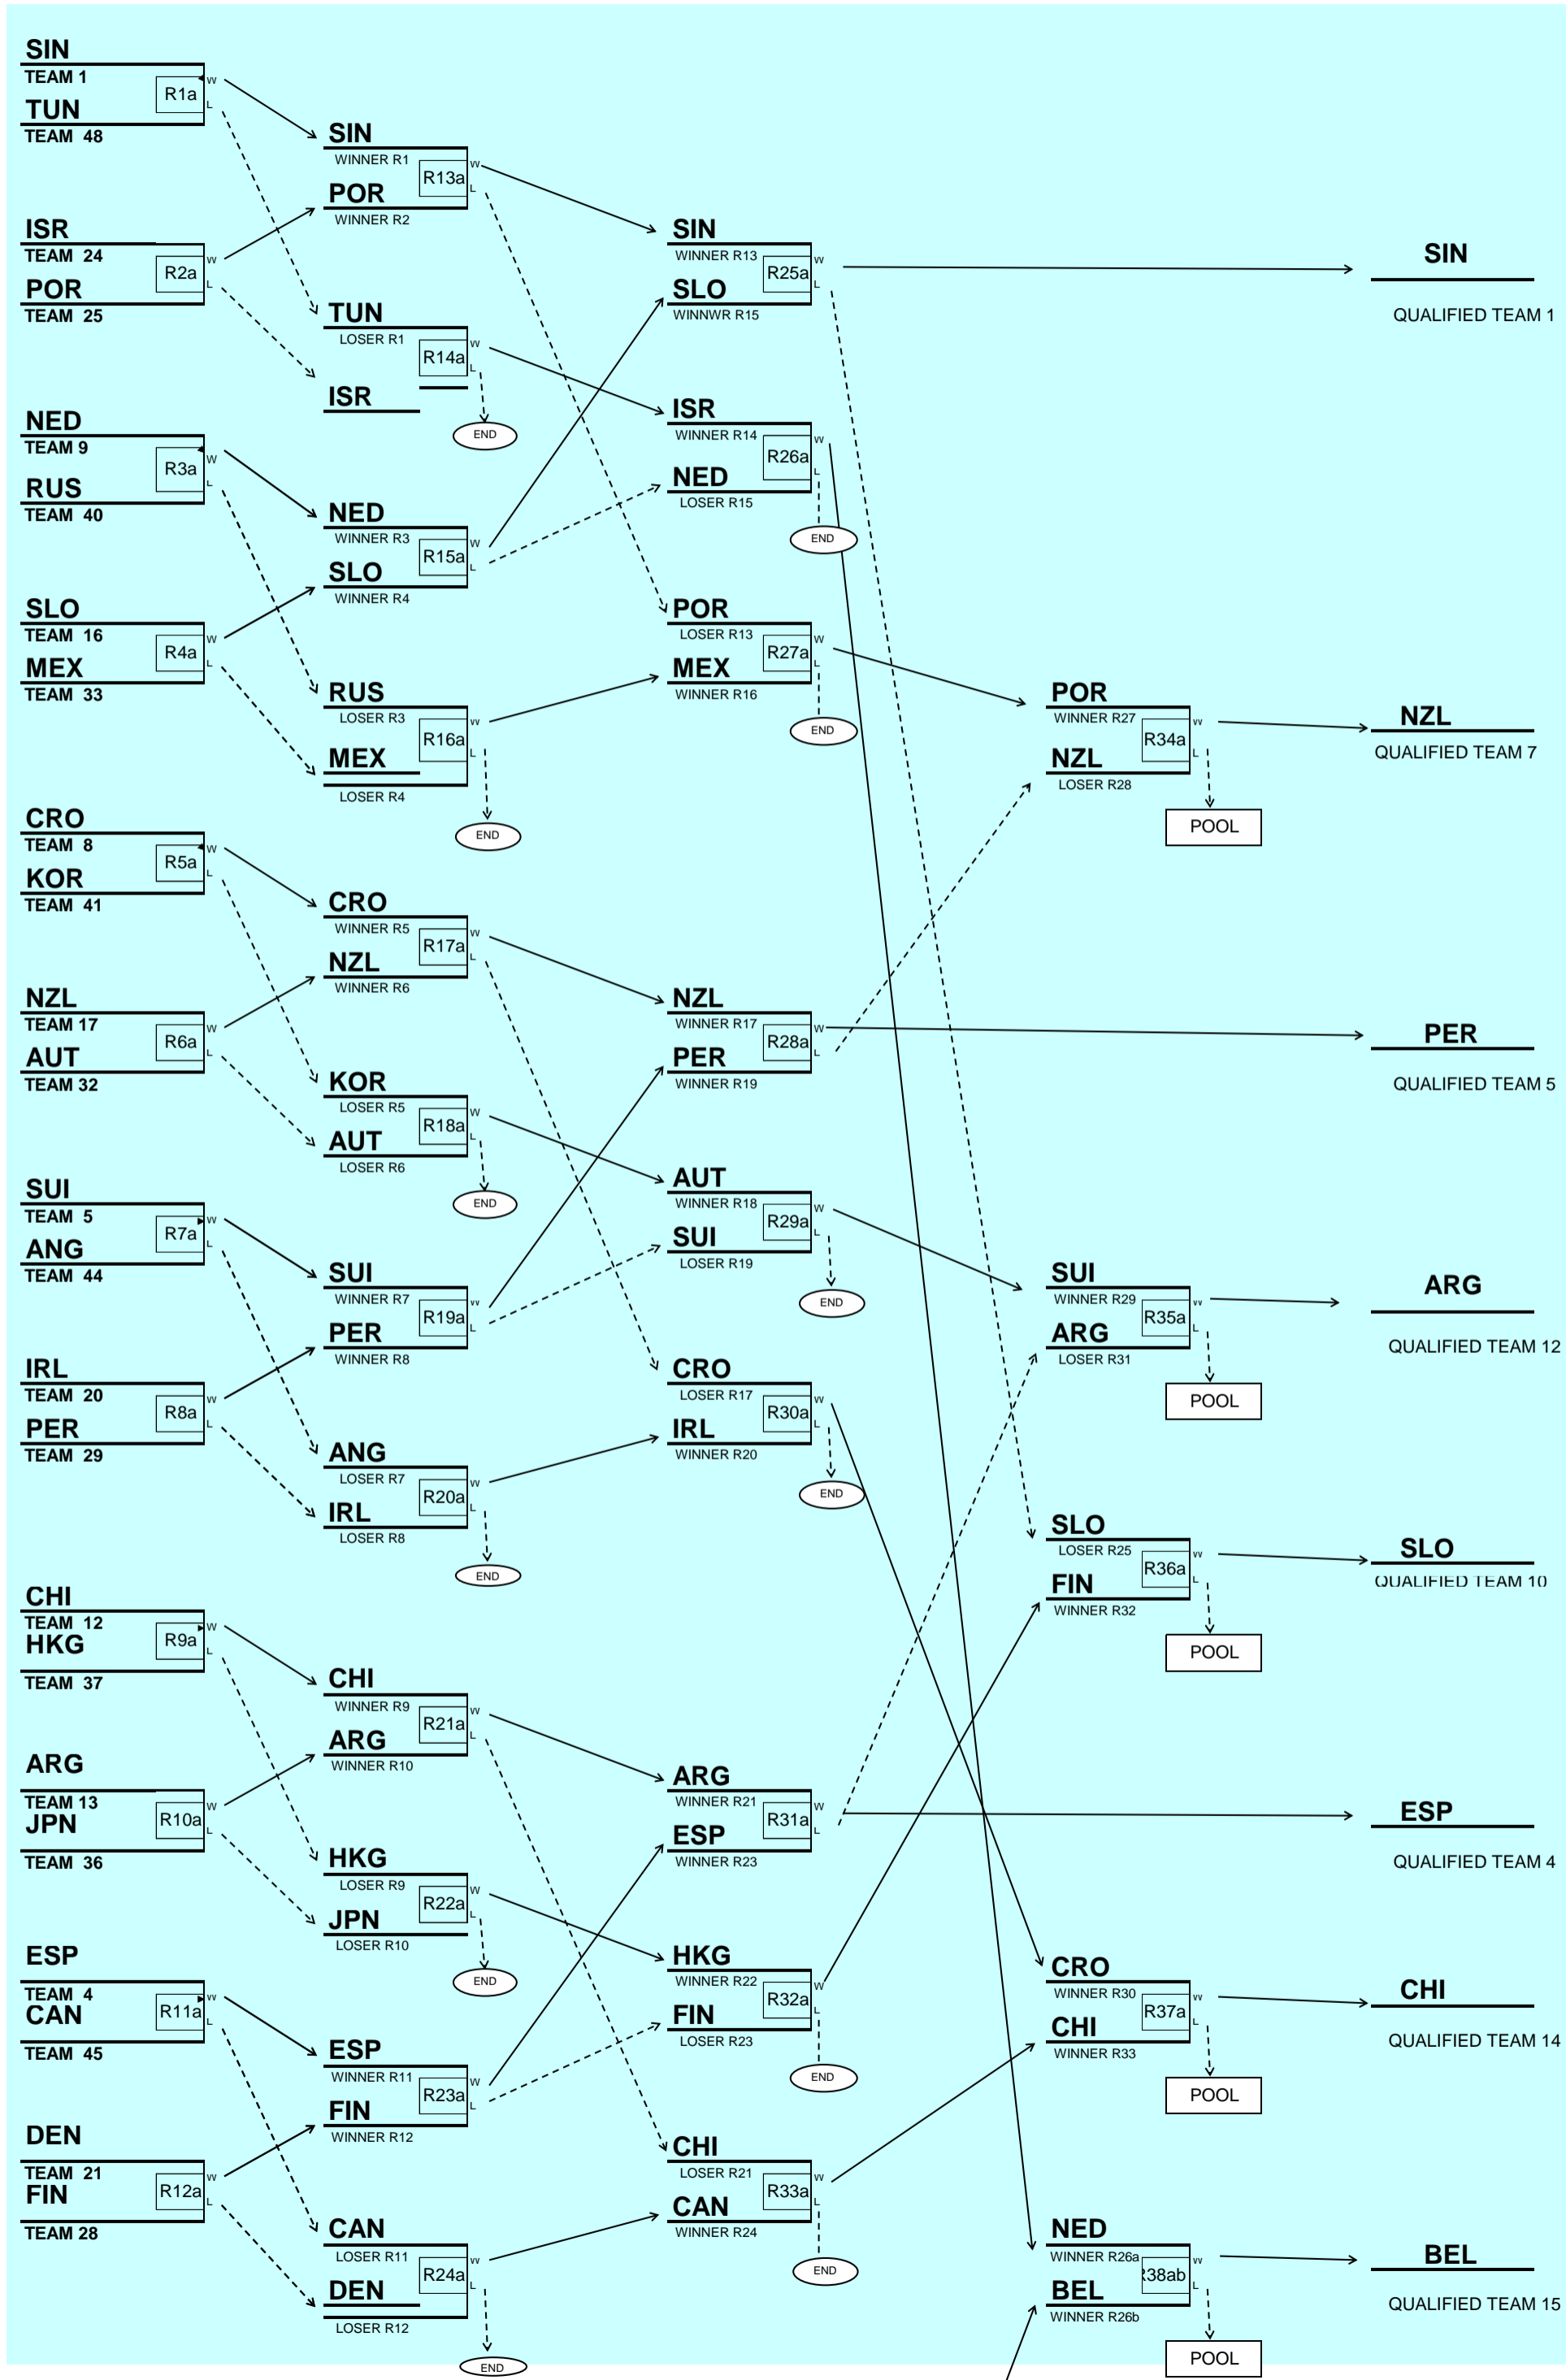 SIN
TEAM 1
R1a
W
L
TUN
TEAM 48
ISR
TEAM 24
R2a
W
L
POR
TEAM 25
NED
TEAM 9
R3a
W
L
RUS
TEAM 40
SLO
TEAM 16
R4a
W
L
MEX
TEAM 33
CRO
TEAM 8
R5a
W
L
KOR
TEAM 41
NZL
TEAM 17
R6a
W
L
AUT
TEAM 32
SUI
TEAM 5
R7a
W
L
ANG
TEAM 44
IRL
TEAM 20
R8a
W
L
PER
TEAM 29
CHI
TEAM 12
R9a
W
L
HKG
TEAM 37
ARG
TEAM 13
R10a
W
L
JPN
TEAM 36
ESP
TEAM 4
R11a
W
L
CAN
TEAM 45
DEN
TEAM 21
R12a
W
L
FIN
TEAM 28
SIN
WINNER R1
R13a
W
L
POR
WINNER R2
TUN
LOSER R1
R14a
W
L
ISR
END
NED
WINNER R3
R15a
W
L
SLO
WINNER R4
RUS
LOSER R3
R16a
W
L
MEX
LOSER R4
END
CRO
WINNER R5
R17a
W
L
NZL
WINNER R6
KOR
LOSER R5
R18a
W
L
AUT
LOSER R6
END
SUI
WINNER R7
R19a
W
L
PER
WINNER R8
ANG
LOSER R7
R20a
W
L
IRL
LOSER R8
END
CHI
WINNER R9
R21a
W
L
ARG
WINNER R10
HKG
LOSER R9
R22a
W
L
JPN
LOSER R10
END
ESP
WINNER R11
R23a
W
L
FIN
WINNER R12
CAN
LOSER R11
R24a
W
L
DEN
LOSER R12
END
SIN
WINNER R13
R25a
W
L
SLO
WINNWR R15
ISR
WINNER R14
R26a
W
L
NED
LOSER R15
END
POR
LOSER R13
R27a
W
L
MEX
WINNER R16
END
NZL
WINNER R17
R28a
W
L
PER
WINNER R19
AUT
WINNER R18
R29a
W
L
SUI
LOSER R19
END
CRO
LOSER R17
R30a
W
L
IRL
WINNER R20
END
ARG
WINNER R21
R31a
W
L
ESP
WINNER R23
HKG
WINNER R22
R32a
W
L
FIN
LOSER R23
END
CHI
LOSER R21
R33a
W
L
CAN
WINNER R24
END
POR
WINNER R27
R34a
W
L
NZL
LOSER R28
POOL
SUI
WINNER R29
R35a
W
L
ARG
LOSER R31
POOL
SLO
LOSER R25
R36a
W
L
FIN
WINNER R32
POOL
CRO
WINNER R30
R37a
W
L
CHI
WINNER R33
POOL
NED
WINNER R26a
R38ab
W
L
BEL
WINNER R26b
POOL
SIN
QUALIFIED TEAM 1
NZL
QUALIFIED TEAM 7
PER
QUALIFIED TEAM 5
ARG
QUALIFIED TEAM 12
SLO
QUALIFIED TEAM 10
ESP
QUALIFIED TEAM 4
CHI
QUALIFIED TEAM 14
BEL
QUALIFIED TEAM 15